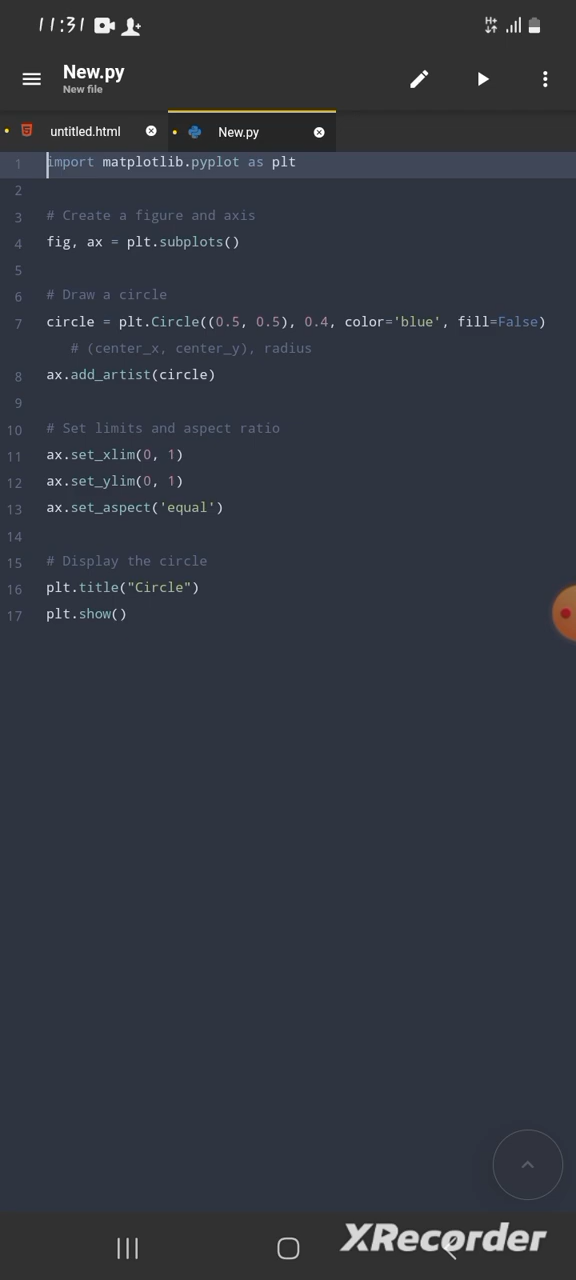 11:31
New.py
New file
untitled.html
New.py
1 import matplotlib.pyplot as plt
2
3 # Create a figure and axis
4 fig, ax = plt.subplots()
5
6 # Draw a circle
7 circle = plt.Circle((0.5, 0.5), 0.4, color='blue', fill=False)
# (center_x, center_y), radius
8 ax.add_artist(circle)
9
10 # Set limits and aspect ratio
11 ax.set_xlim(0, 1)
12 ax.set_ylim(0, 1)
13 ax.set_aspect('equal')
14
15 # Display the circle
16 plt.title("Circle")
17 plt.show()
XRecorder